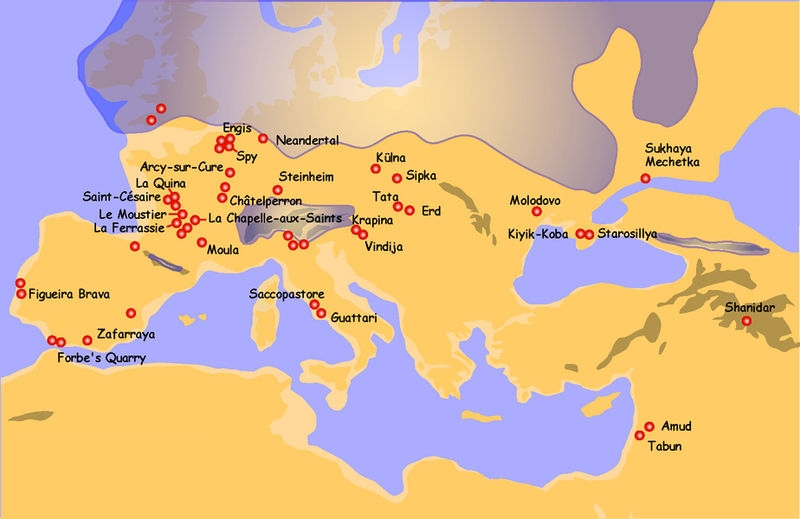 Engis
Neandertal
Spy
Sukhaya
Mechetka
Külna
Arcy-sur-Cure
Sipka
Steinheim
La Quina
Saint-Césaire
Châtelperron
Tata
Molodovo
Erd
Le Moustier
La Chapelle-aux-Saints
Krapina
La Ferrassie
Kiyik-Koba
Starosillya
Moula
Vindija
Figueira Brava
Saccopastore
Shanidar
Guattari
Zafarraya
Forbe's Quarry
Amud
Tabun